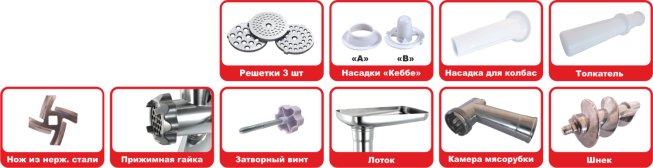 «A» «B»
Решетки 3 шт Насадки «Кеббе» Насадка для колбас Толкатель
Нож из нерж. стали Прижимная гайка Затворный винт Лоток Камера мясорубки Шнек